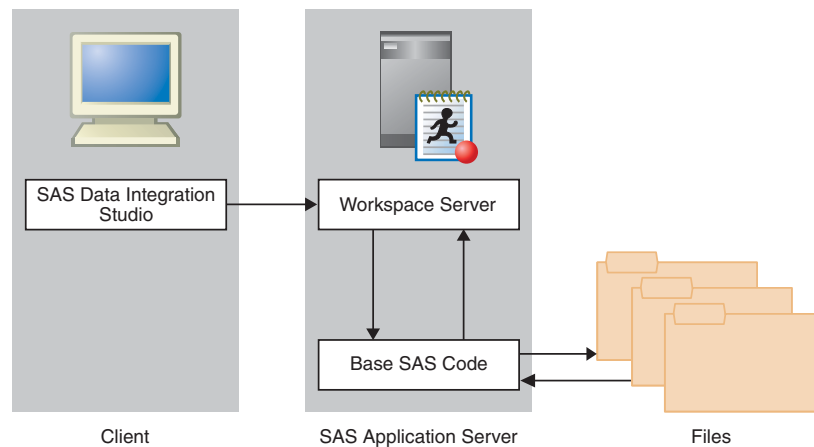 SAS Data Integration
Studio
Workspace Server
Base SAS Code
Client
SAS Application Server
Files